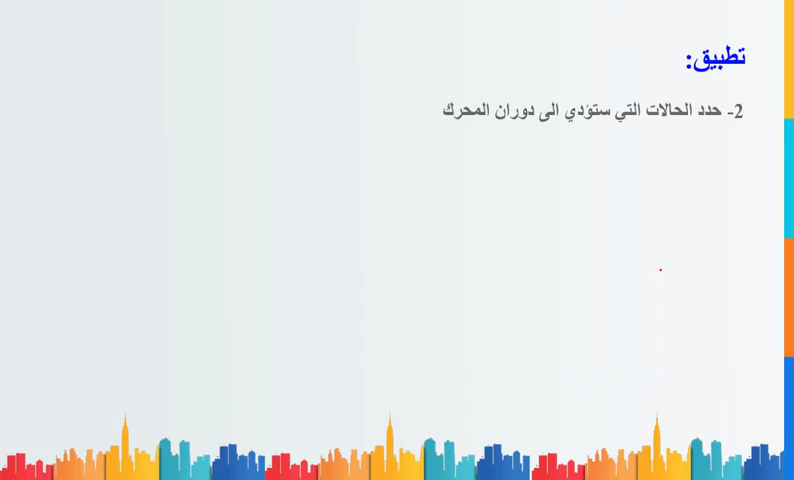 تطبيق:
2- حدد الحالات التي ستؤدي الى دوران المحرك